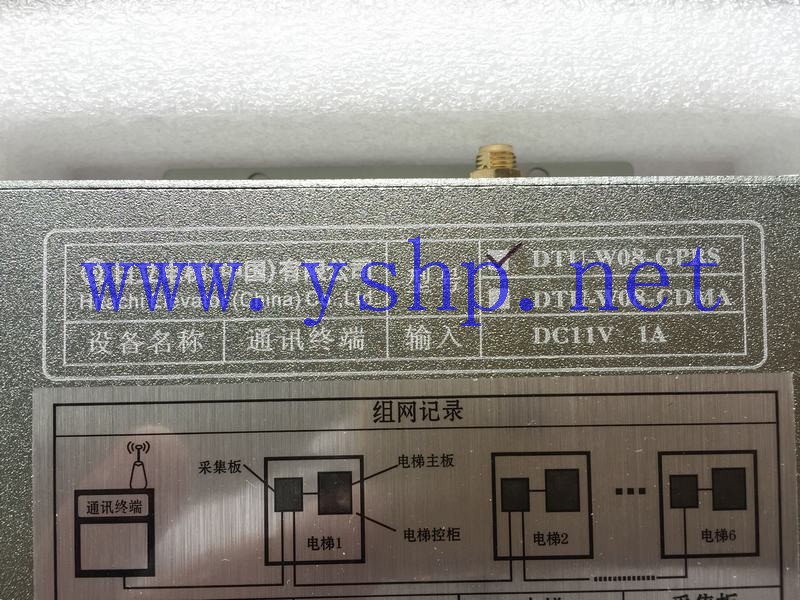 www.yshp.net
DTU-W08-GPRS
(China) Co.,Ltd
DTU-W08-CDMA
设备名称 通讯终端 输入 DC11V 1A
组网记录
采集板 电梯主板
通讯终端
电梯控柜
电梯1 电梯2 电梯6